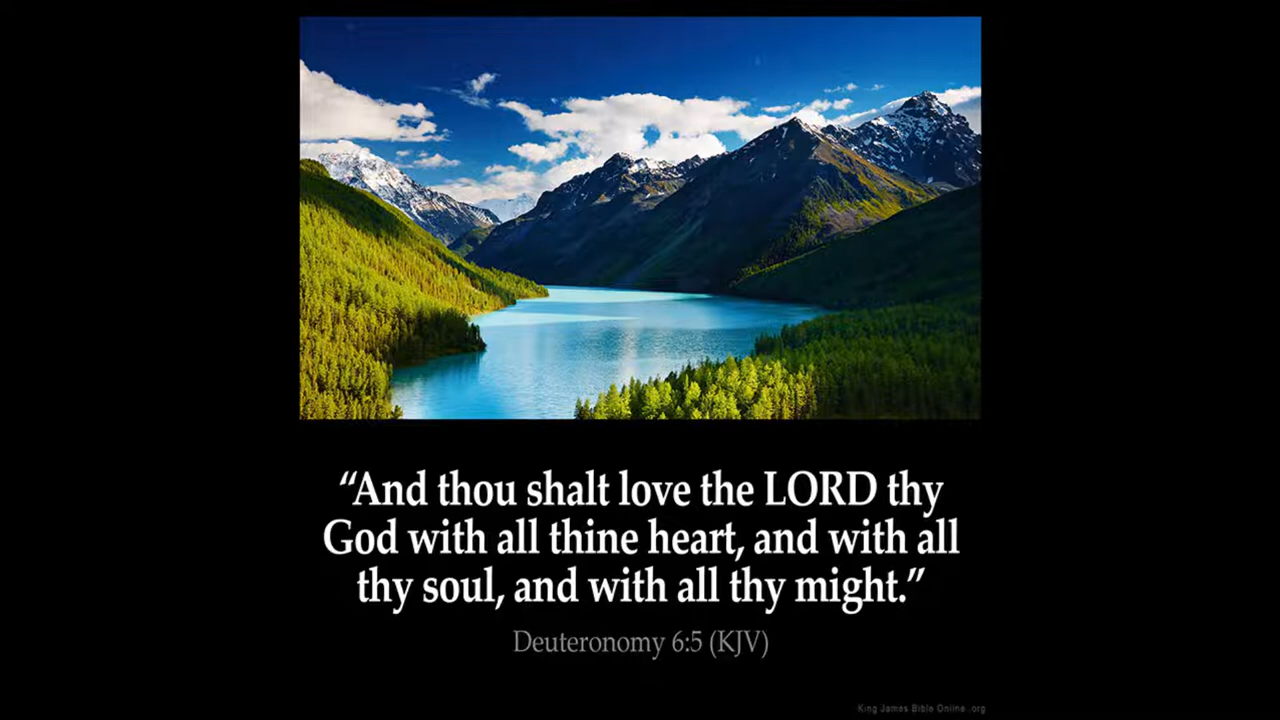 “And thou shalt love the LORD thy
God with all thine heart, and with all
thy soul, and with all thy might.”
Deuteronomy 6:5 (KJV)
King James Bible Online .org